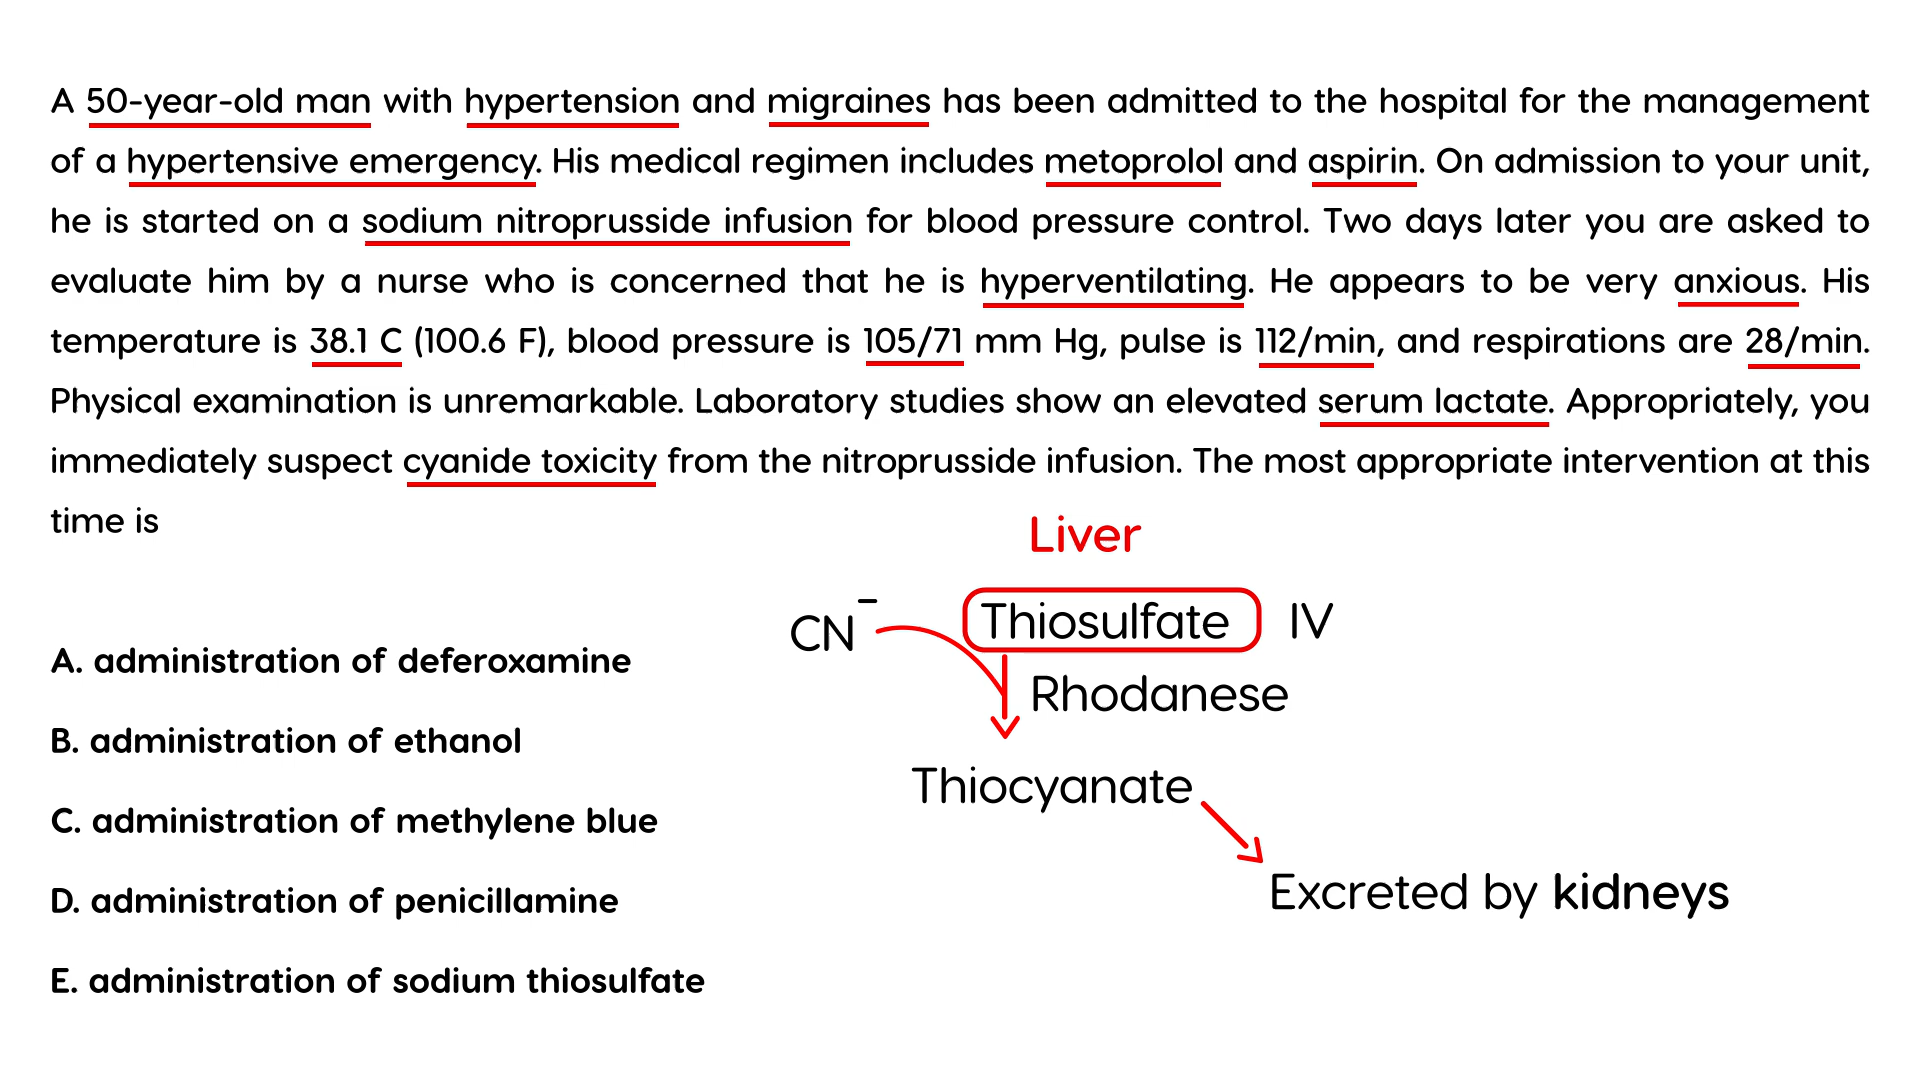 A 50-year-old man with hypertension and migraines has been admitted to the hospital for the management
of a hypertensive emergency. His medical regimen includes metoprolol and aspirin. On admission to your unit,
he is started on a sodium nitroprusside infusion for blood pressure control. Two days later you are asked to
evaluate him by a nurse who is concerned that he is hyperventilating. He appears to be very anxious. His
temperature is 38.1 C (100.6 F), blood pressure is 105/71 mm Hg, pulse is 112/min, and respirations are 28/min.
Physical examination is unremarkable. Laboratory studies show an elevated serum lactate. Appropriately, you
immediately suspect cyanide toxicity from the nitroprusside infusion. The most appropriate intervention at this
time is
Liver
CN⁻
Thiosulfate IV
Rhodanese
Thiocyanate
Excreted by kidneys
A. administration of deferoxamine
B. administration of ethanol
C. administration of methylene blue
D. administration of penicillamine
E. administration of sodium thiosulfate